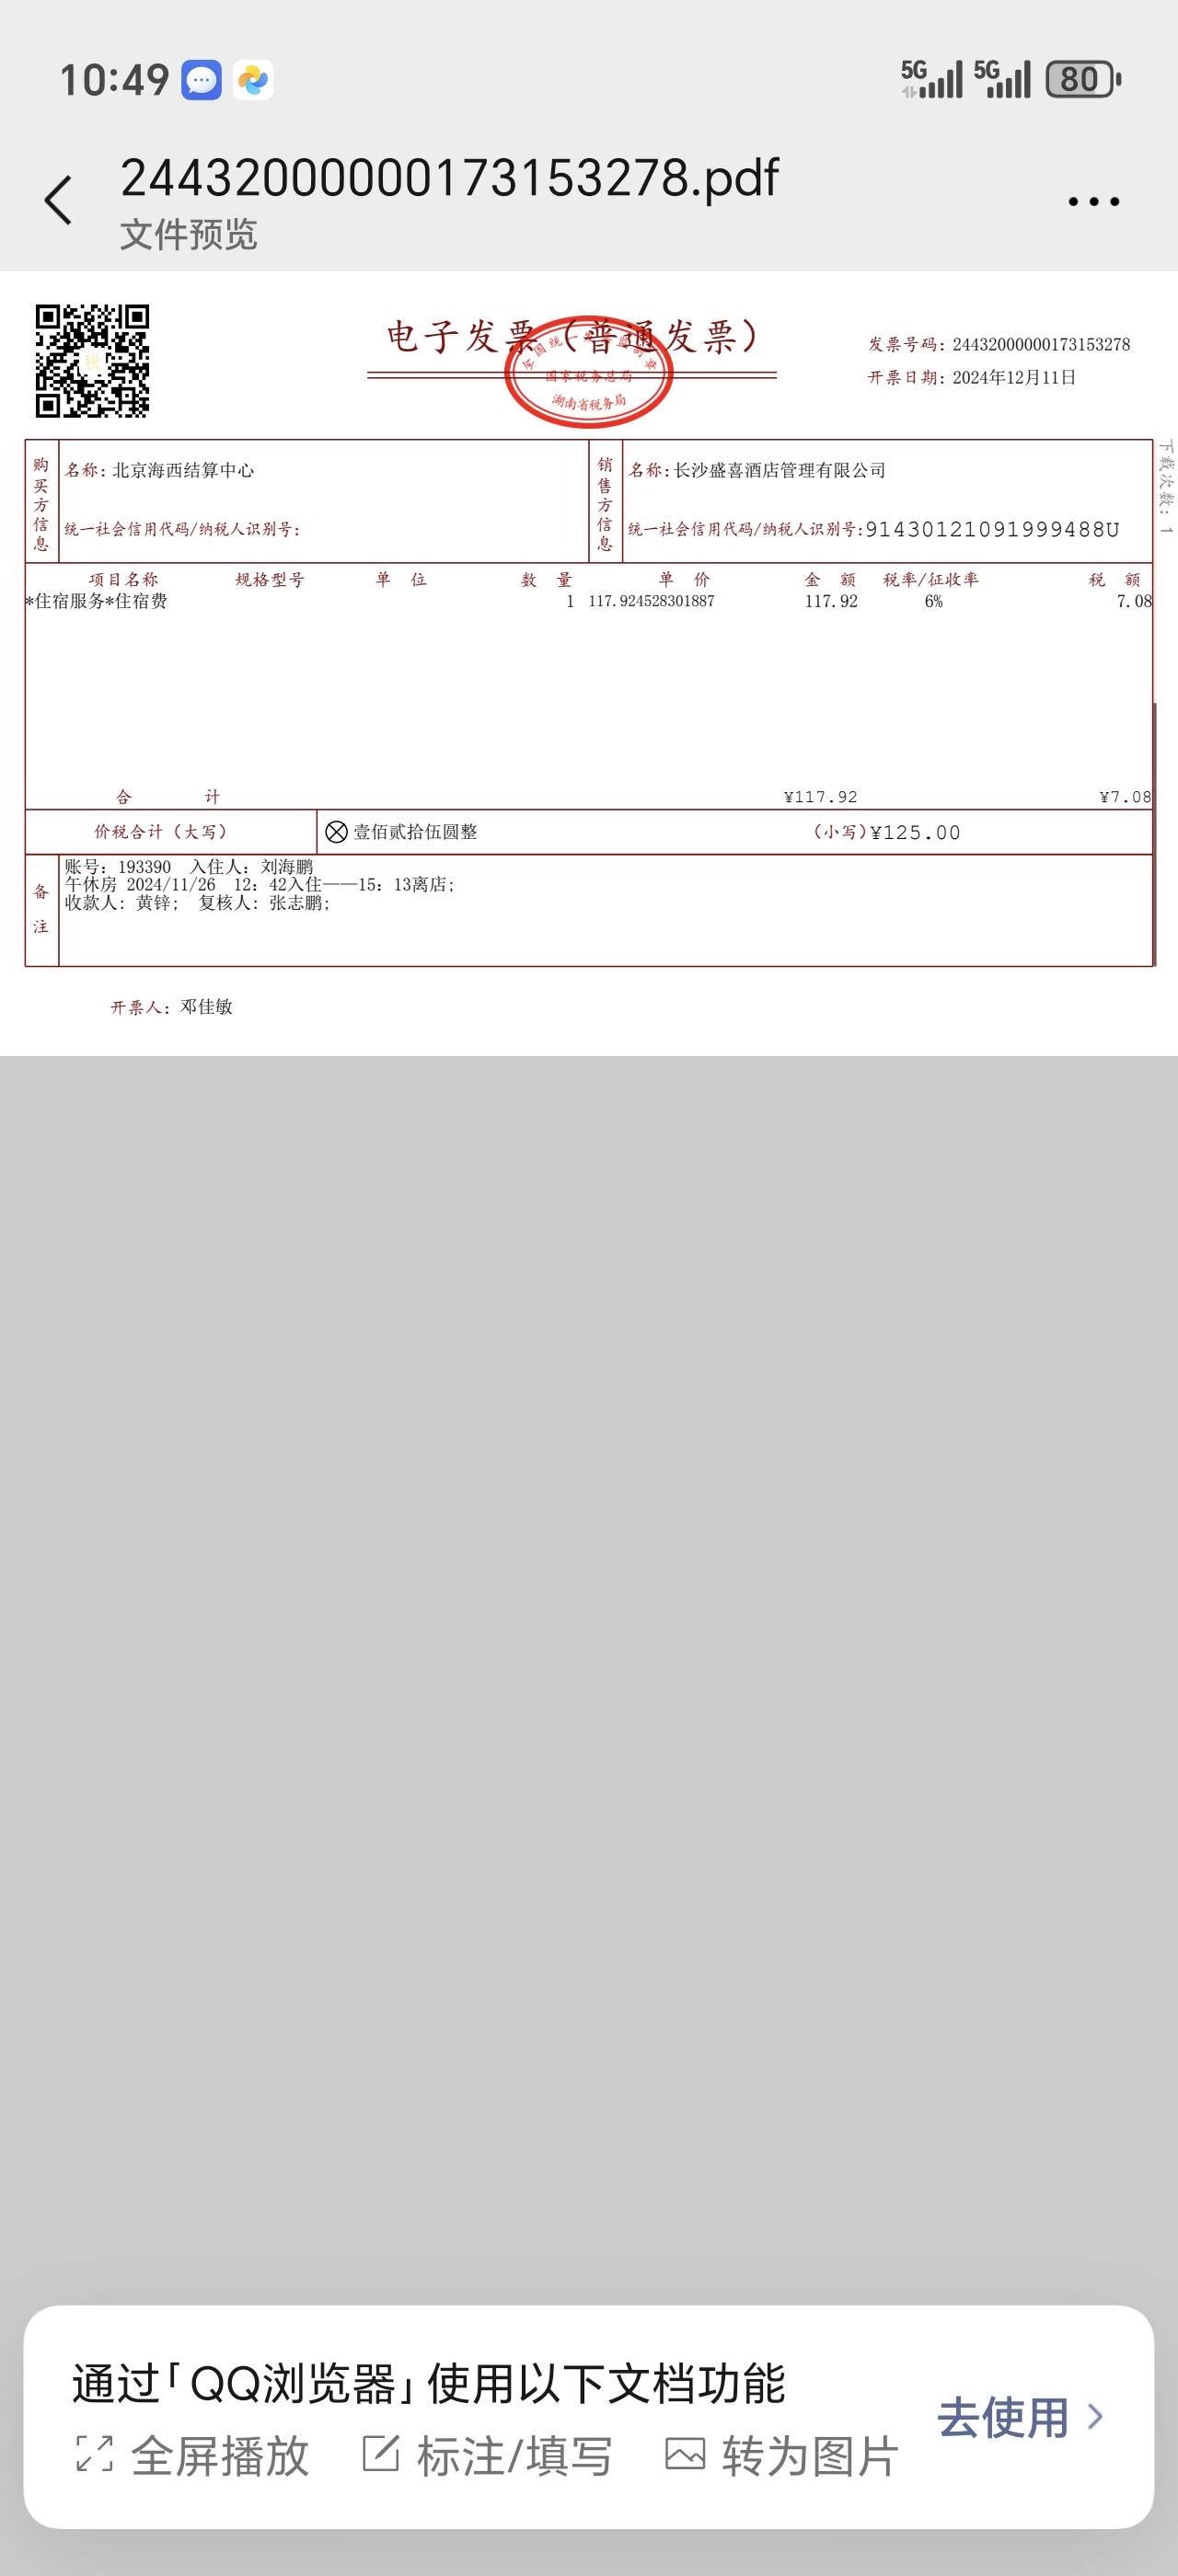 10:49
5G 5G 80
24432000000173153278.pdf
文件预览
电子发票（普通发票）
全国统一发票监制章
国家税务总局
湖南省税务局
税
发票号码：24432000000173153278
开票日期：2024年12月11日
下载次数：1
购买方信息
名称：北京海西结算中心
统一社会信用代码/纳税人识别号：
销售方信息
名称：长沙盛喜酒店管理有限公司
统一社会信用代码/纳税人识别号：91430121091999488U
项目名称 规格型号 单 位 数 量 单 价 金 额 税率/征收率 税 额
*住宿服务*住宿费 1 117.924528301887 117.92 6% 7.08
合 计 ¥117.92 ¥7.08
价税合计（大写） 壹佰贰拾伍圆整 （小写）¥125.00
备注
账号：193390 入住人：刘海鹏
午休房 2024/11/26 12：42入住——15：13离店;
收款人：黄锌; 复核人：张志鹏;
开票人：邓佳敏
通过「QQ浏览器」使用以下文档功能
去使用
全屏播放 标注/填写 转为图片